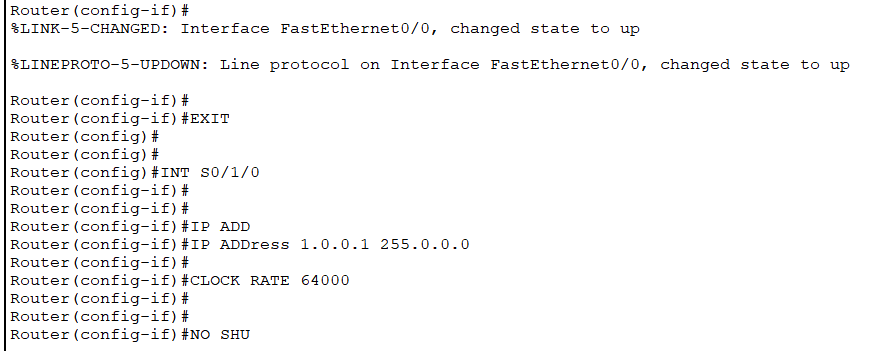 Router(config-if)#
%LINK-5-CHANGED: Interface FastEthernet0/0, changed state to up
%LINEPROTO-5-UPDOWN: Line protocol on Interface FastEthernet0/0, changed state to up
Router(config-if)#
Router(config-if)#EXIT
Router(config)#
Router(config)#
Router(config)#INT S0/1/0
Router(config-if)#
Router(config-if)#
Router(config-if)#IP ADD
Router(config-if)#IP ADDress 1.0.0.1 255.0.0.0
Router(config-if)#
Router(config-if)#CLOCK RATE 64000
Router(config-if)#
Router(config-if)#
Router(config-if)#NO SHU